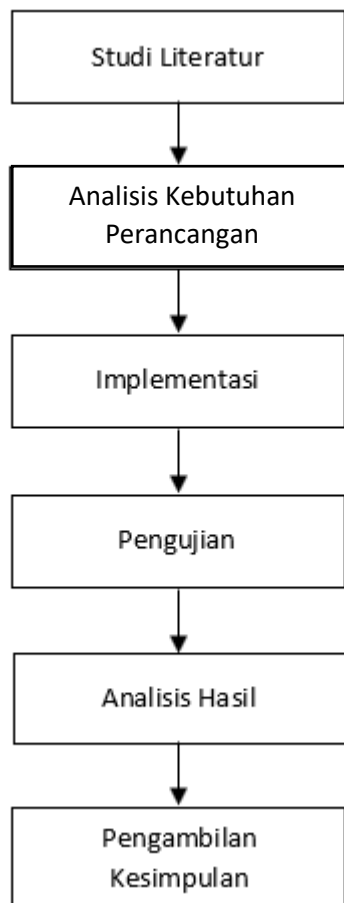 Studi Literatur
Analisis Kebutuhan
Perancangan
Implementasi
Pengujian
Analisis Hasil
Pengambilan
Kesimpulan